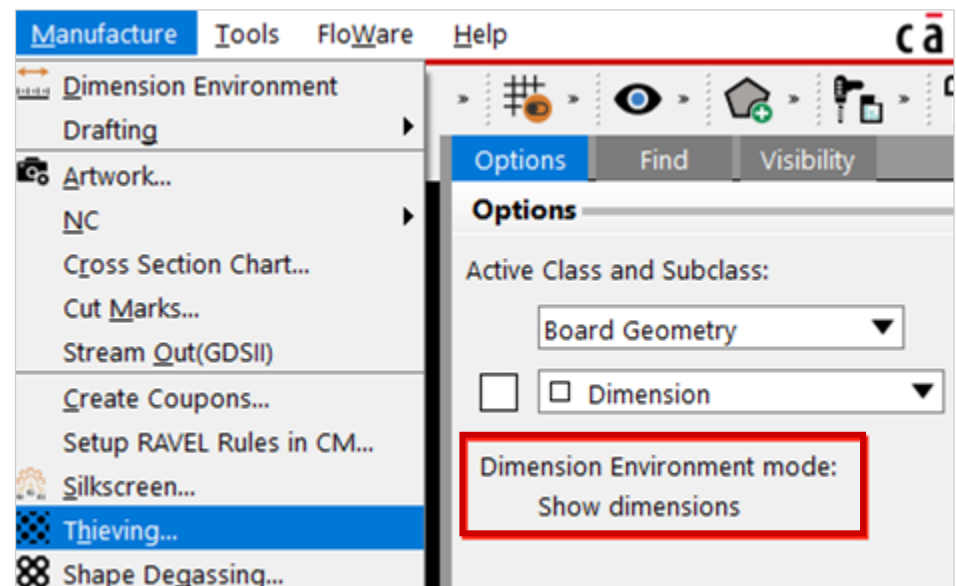 Manufacture Tools FloWare Help cā
Dimension Environment
Drafting
Artwork...
NC
Cross Section Chart...
Cut Marks...
Stream Out(GDSII)
Create Coupons...
Setup RAVEL Rules in CM...
Silkscreen...
Thieving...
Shape Degassing...
Options Find Visibility
Options
Active Class and Subclass:
Board Geometry
Dimension
Dimension Environment mode:
Show dimensions